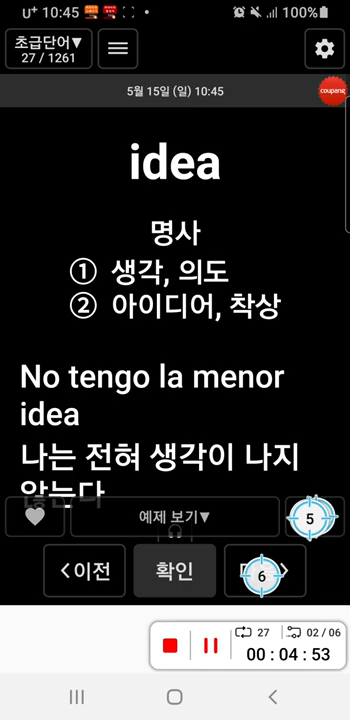 U+ 10:45 100%
초급단어▼
27 / 1261
5월 15일 (일) 10:45
coupang
idea
명사
① 생각, 의도
② 아이디어, 착상
No tengo la menor
idea
나는 전혀 생각이 나지
않는다
예제 보기▼
5
<이전
확인
6 >
27 02 / 06
00 : 04 : 53